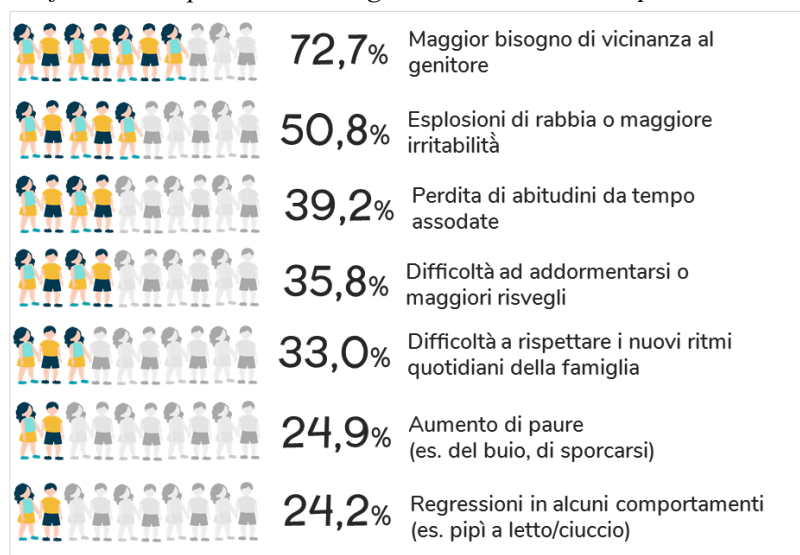 72,7% Maggior bisogno di vicinanza al
genitore
50,8% Esplosioni di rabbia o maggiore
irritabilità
39,2% Perdita di abitudini da tempo
assodate
35,8% Difficoltà ad addormentarsi o
maggiori risvegli
33,0% Difficoltà a rispettare i nuovi ritmi
quotidiani della famiglia
24,9% Aumento di paure
(es. del buio, di sporcarsi)
24,2% Regressioni in alcuni comportamenti
(es. pipì a letto/ciuccio)